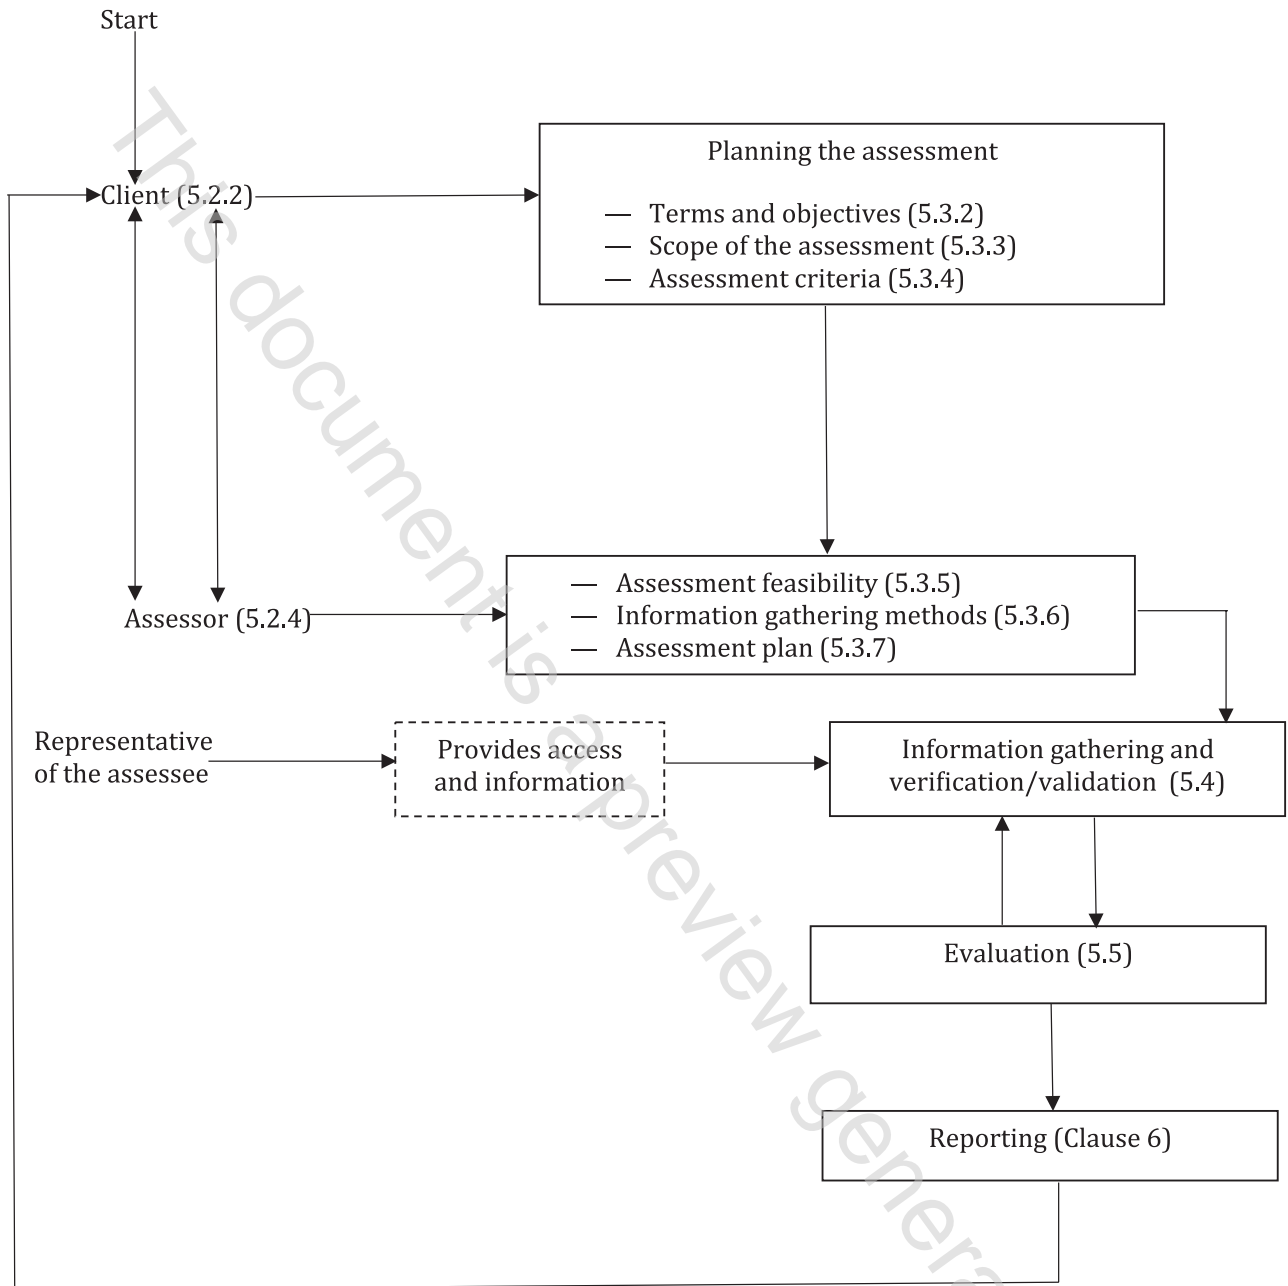 Start
Client (5.2.2)
Planning the assessment
— Terms and objectives (5.3.2)
— Scope of the assessment (5.3.3)
— Assessment criteria (5.3.4)
Assessor (5.2.4)
— Assessment feasibility (5.3.5)
— Information gathering methods (5.3.6)
— Assessment plan (5.3.7)
Representative
of the assessee
Provides access
and information
Information gathering and
verification/validation (5.4)
Evaluation (5.5)
Reporting (Clause 6)
This document is a preview genera